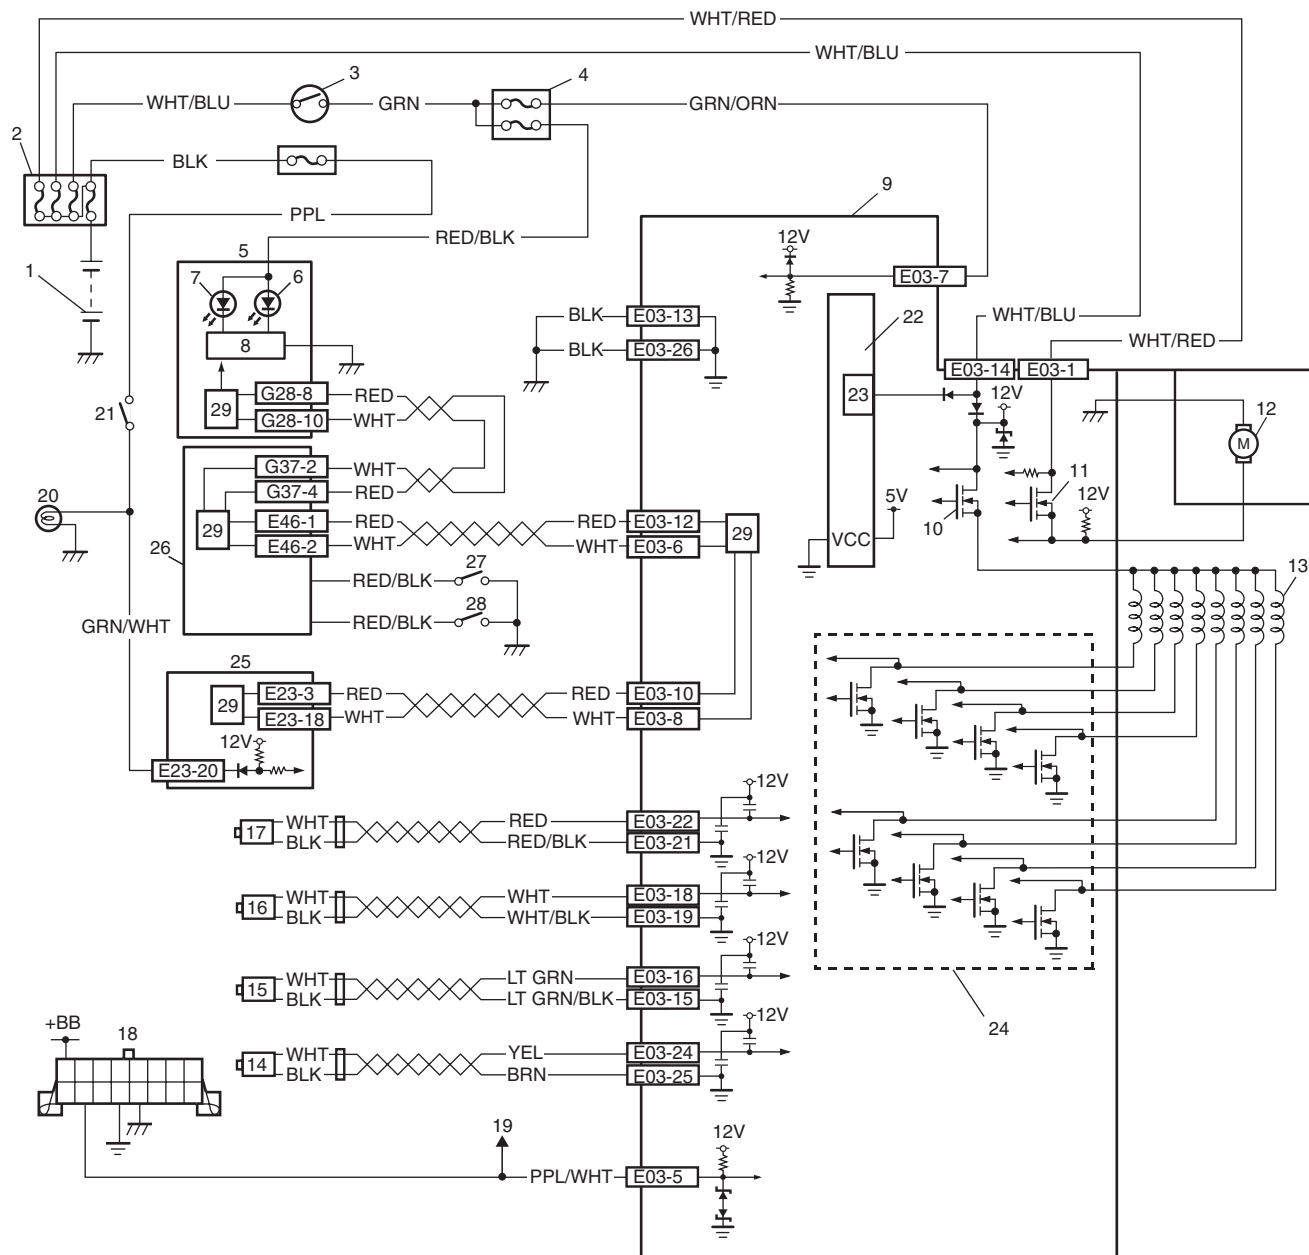 WHT/RED
WHT/BLU
3
4
WHT/BLU
GRN
GRN/ORN
2
BLK
9
PPL
RED/BLK
12V
5
1
7
6
E03-7
BLK
E03-13
22
WHT/BLU
8
WHT/RED
BLK
E03-26
E03-14
E03-1
G28-8
RED
23
12V
21
29
G28-10
WHT
12
M
G37-2
WHT
11
20
G37-4
RED
5V
12V
10
E46-1
RED
RED
E03-12
29
29
E46-2
WHT
WHT
E03-6
VCC
26
27
13
RED/BLK
28
GRN/WHT
RED/BLK
25
E23-3
RED
RED
E03-10
29
E23-18
WHT
WHT
E03-8
12V
E23-20
12V
WHT
RED
E03-22
17
BLK
RED/BLK
E03-21
12V
WHT
WHT
E03-18
16
BLK
WHT/BLK
E03-19
12V
WHT
LT GRN
E03-16
15
BLK
LT GRN/BLK
E03-15
12V
24
+BB
18
WHT
YEL
E03-24
14
BLK
BRN
E03-25
19
12V
PPL/WHT
E03-5